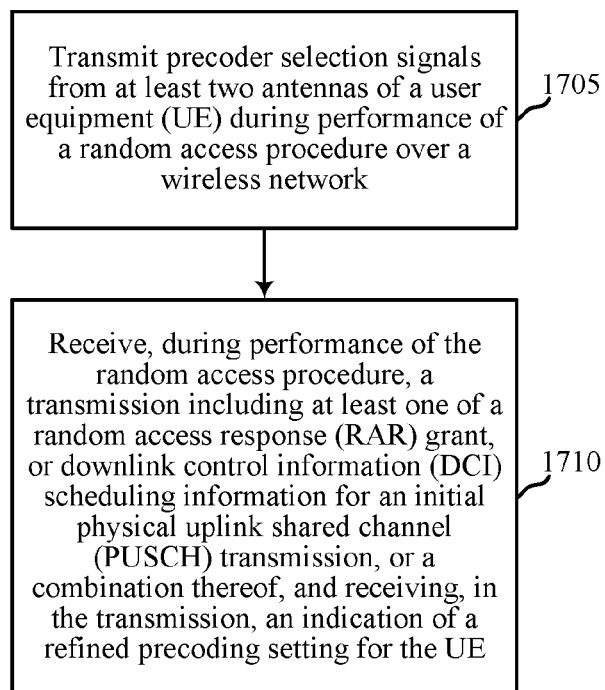 Transmit precoder selection signals
from at least two antennas of a user
equipment (UE) during performance of
a random access procedure over a
wireless network
1705
Receive, during performance of the
random access procedure, a
transmission including at least one of a
random access response (RAR) grant,
or downlink control information (DCI)
scheduling information for an initial
physical uplink shared channel
(PUSCH) transmission, or a
combination thereof, and receiving, in
the transmission, an indication of a
refined precoding setting for the UE
1710